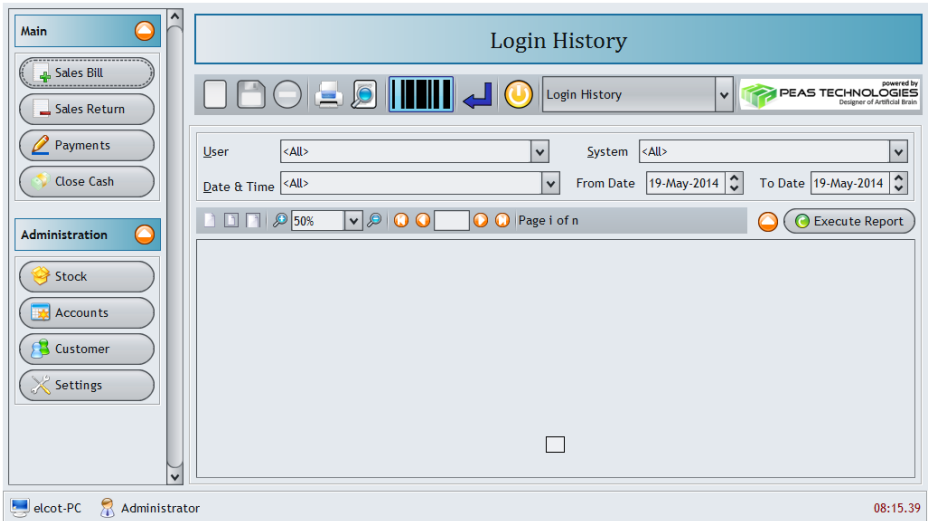 Main
Sales Bill
Sales Return
Payments
Close Cash
Administration
Stock
Accounts
Customer
Settings
Login History
Login History
powered by
PEAS TECHNOLOGIES
Designer of Artificial Brain
User <All> System <All>
Date & Time <All> From Date 19-May-2014 To Date 19-May-2014
50% Page i of n Execute Report
elcot-PC Administrator 08:15.39